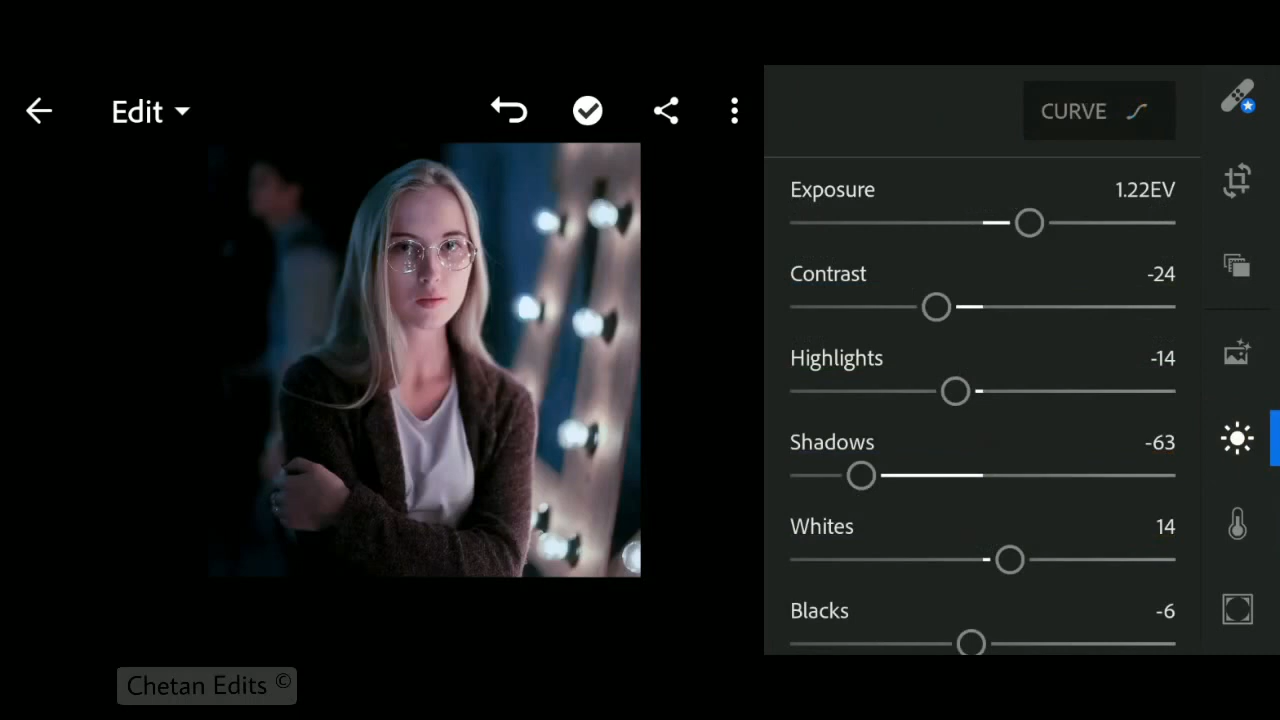 Edit
CURVE
Exposure 1.22EV
Contrast -24
Highlights -14
Shadows -63
Whites 14
Blacks -6
Chetan Edits ©